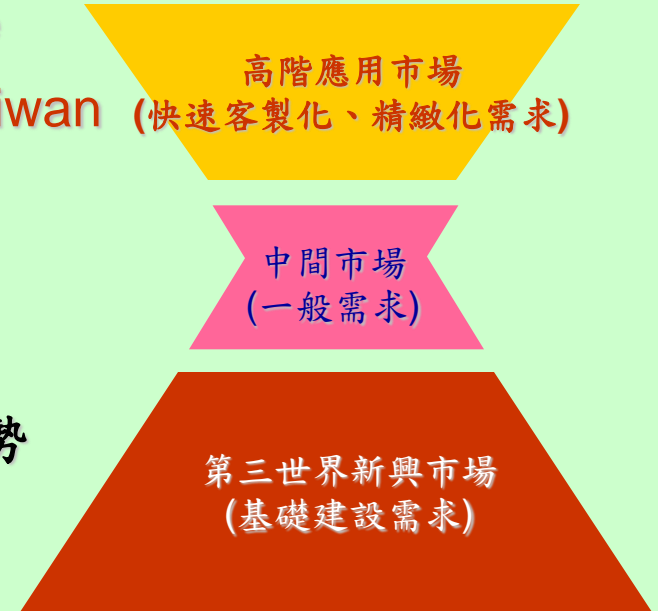 高階應用市場
iwan (快速客製化、精緻化需求)
中間市場
(一般需求)
勢
第三世界新興市場
(基礎建設需求)